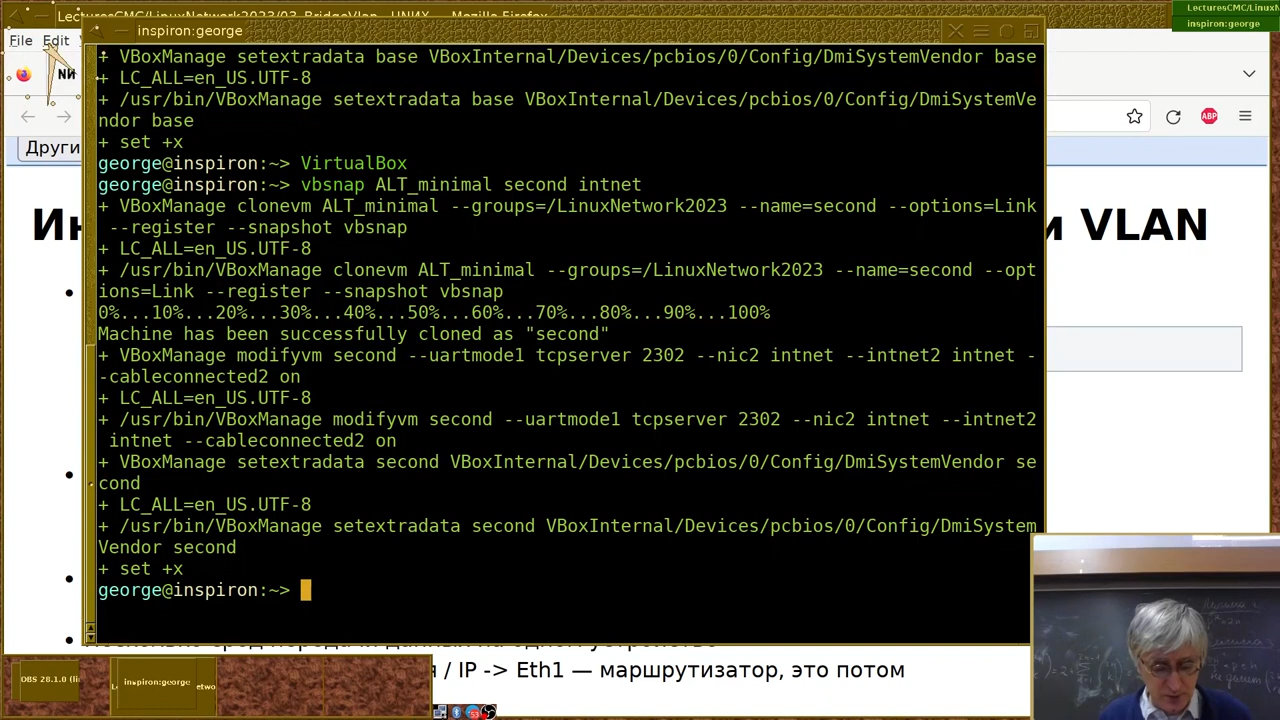 LecturesCMC/LinuxNetwork2023/03_BridgeVlan — UNIX — Mozilla Firefox
LecturesCMC/Linux
inspiron:george
inspiron:george
File Edit
+ VBoxManage setextradata base VBoxInternal/Devices/pcbios/0/Config/DmiSystemVendor base
+ LC_ALL=en_US.UTF-8
+ /usr/bin/VBoxManage setextradata base VBoxInternal/Devices/pcbios/0/Config/DmiSystemVe
ndor base
+ set +x
george@inspiron:~> VirtualBox
george@inspiron:~> vbsnap ALT_minimal second intnet
+ VBoxManage clonevm ALT_minimal --groups=/LinuxNetwork2023 --name=second --options=Link
--register --snapshot vbsnap
+ LC_ALL=en_US.UTF-8
+ /usr/bin/VBoxManage clonevm ALT_minimal --groups=/LinuxNetwork2023 --name=second --opt
ions=Link --register --snapshot vbsnap
0%...10%...20%...30%...40%...50%...60%...70%...80%...90%...100%
Machine has been successfully cloned as "second"
+ VBoxManage modifyvm second --uartmode1 tcpserver 2302 --nic2 intnet --intnet2 intnet -
-cableconnected2 on
+ LC_ALL=en_US.UTF-8
+ /usr/bin/VBoxManage modifyvm second --uartmode1 tcpserver 2302 --nic2 intnet --intnet2
intnet --cableconnected2 on
+ VBoxManage setextradata second VBoxInternal/Devices/pcbios/0/Config/DmiSystemVendor se
cond
+ LC_ALL=en_US.UTF-8
+ /usr/bin/VBoxManage setextradata second VBoxInternal/Devices/pcbios/0/Config/DmiSystem
Vendor second
+ set +x
george@inspiron:~>
ABP
Други
и VLAN
/ IP -> Eth1 — маршрутизатор, это потом
OBS 28.1.0 (li
inspiron:george
53